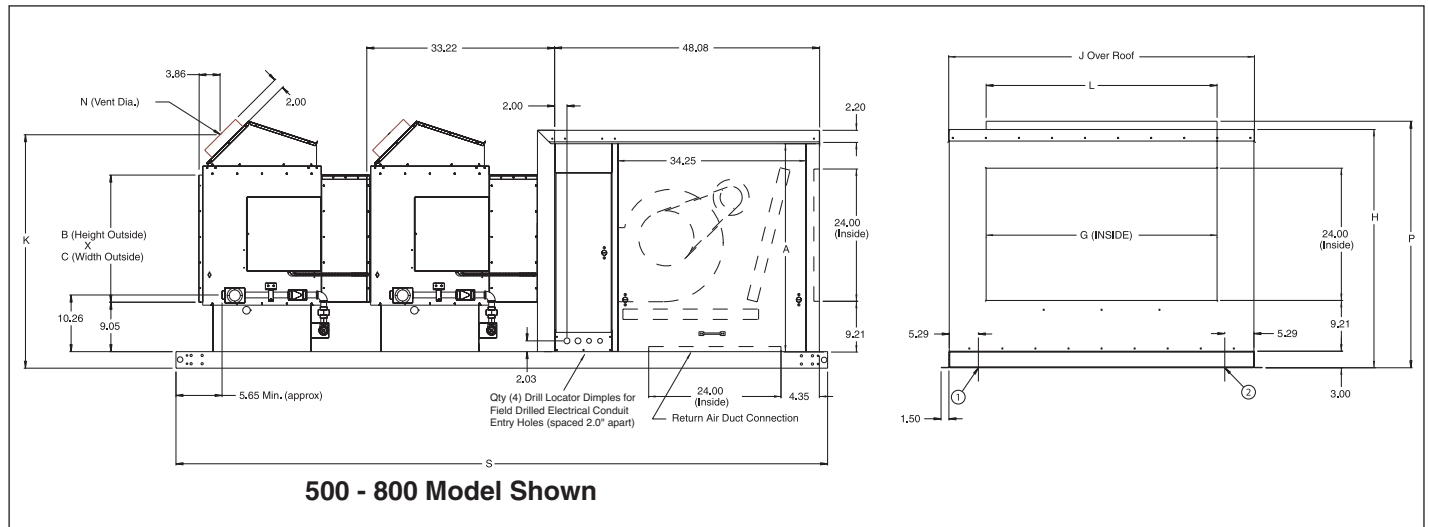 33.22
48.08
J Over Roof
3.86
2.00
L
N (Vent Dia.)
2.00
2.20
34.25
B (Height Outside)
X
C (Width Outside)
K
A
24.00
(Inside)
G (INSIDE)
24.00
(Inside)
H
P
10.26
9.05
9.21
5.29
9.21
5.29
2.03
5.65 Min. (approx)
Qty (4) Drill Locator Dimples for
Field Drilled Electrical Conduit
Entry Holes (spaced 2.0" apart)
24.00
(Inside)
4.35
Return Air Duct Connection
1.50
1
2
3.00
S
500 - 800 Model Shown